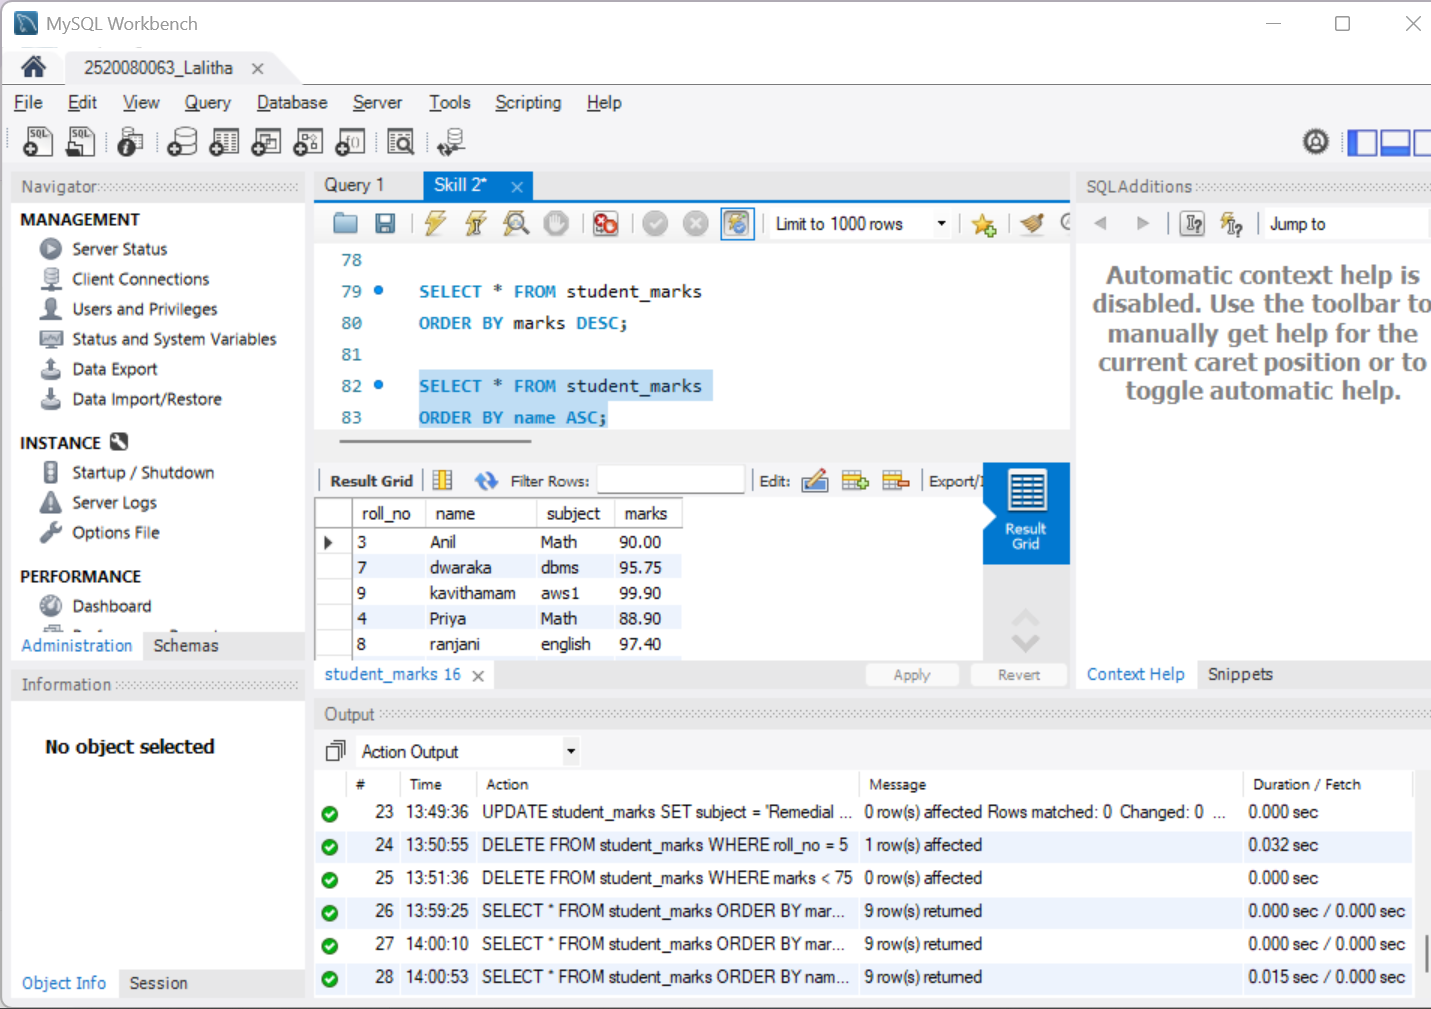 MySQL Workbench
2520080063_Lalitha
File Edit View Query Database Server Tools Scripting Help
Navigator
MANAGEMENT
Server Status
Client Connections
Users and Privileges
Status and System Variables
Data Export
Data Import/Restore
INSTANCE
Startup / Shutdown
Server Logs
Options File
PERFORMANCE
Dashboard
Administration Schemas
Information
No object selected
Object Info Session
Query 1 Skill 2*
Limit to 1000 rows
78
79 SELECT * FROM student_marks
80 ORDER BY marks DESC;
81
82 SELECT * FROM student_marks
83 ORDER BY name ASC;
Result Grid Filter Rows: Edit: Export/I
roll_no name subject marks
3 Anil Math 90.00
7 dwaraka dbms 95.75
9 kavithamam aws1 99.90
4 Priya Math 88.90
8 ranjani english 97.40
Result
Grid
student_marks 16 Apply Revert
SQLAdditions
Jump to
Automatic context help is
disabled. Use the toolbar to
manually get help for the
current caret position or to
toggle automatic help.
Context Help Snippets
Output
Action Output
# Time Action Message Duration / Fetch
23 13:49:36 UPDATE student_marks SET subject = 'Remedial ... 0 row(s) affected Rows matched: 0 Changed: 0 ... 0.000 sec
24 13:50:55 DELETE FROM student_marks WHERE roll_no = 5 1 row(s) affected 0.032 sec
25 13:51:36 DELETE FROM student_marks WHERE marks < 75 0 row(s) affected 0.000 sec
26 13:59:25 SELECT * FROM student_marks ORDER BY mar... 9 row(s) returned 0.000 sec / 0.000 sec
27 14:00:10 SELECT * FROM student_marks ORDER BY mar... 9 row(s) returned 0.000 sec / 0.000 sec
28 14:00:53 SELECT * FROM student_marks ORDER BY nam... 9 row(s) returned 0.015 sec / 0.000 sec